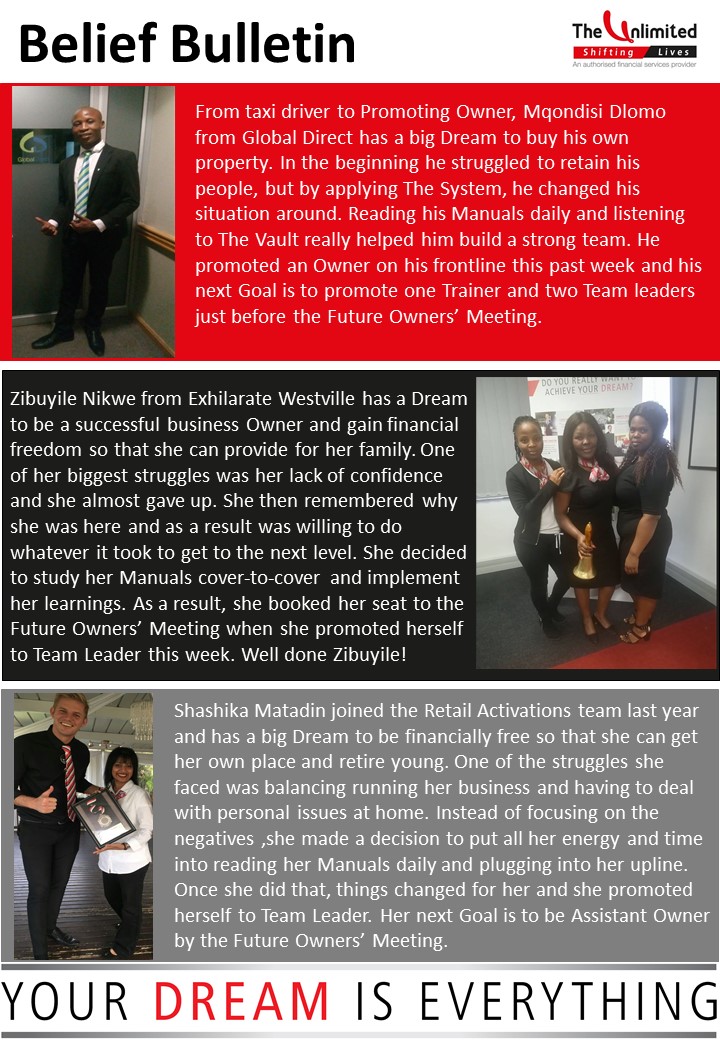 Belief Bulletin
The Unlimited
Shifting Lives
An authorised financial services provider
Global
From taxi driver to Promoting Owner, Mqondisi Dlomo
from Global Direct has a big Dream to buy his own
property. In the beginning he struggled to retain his
people, but by applying The System, he changed his
situation around. Reading his Manuals daily and listening
to The Vault really helped him build a strong team. He
promoted an Owner on his frontline this past week and his
next Goal is to promote one Trainer and two Team leaders
just before the Future Owners’ Meeting.
Zibuyile Nikwe from Exhilarate Westville has a Dream
to be a successful business Owner and gain financial
freedom so that she can provide for her family. One
of her biggest struggles was her lack of confidence
and she almost gave up. She then remembered why
she was here and as a result was willing to do
whatever it took to get to the next level. She decided
to study her Manuals cover-to-cover  and implement
her learnings. As a result, she booked her seat to the
Future Owners’ Meeting when she promoted herself
to Team Leader this week. Well done Zibuyile!
DO YOU REALLY WANT TO
ACHIEVE YOUR DREAM?
Shashika Matadin joined the Retail Activations team last year
and has a big Dream to be financially free so that she can get
her own place and retire young. One of the struggles she
faced was balancing running her business and having to deal
with personal issues at home. Instead of focusing on the
negatives ,she made a decision to put all her energy and time
into reading her Manuals daily and plugging into her upline.
Once she did that, things changed for her and she promoted
herself to Team Leader. Her next Goal is to be Assistant Owner
by the Future Owners’ Meeting.
YOUR DREAM IS EVERYTHING